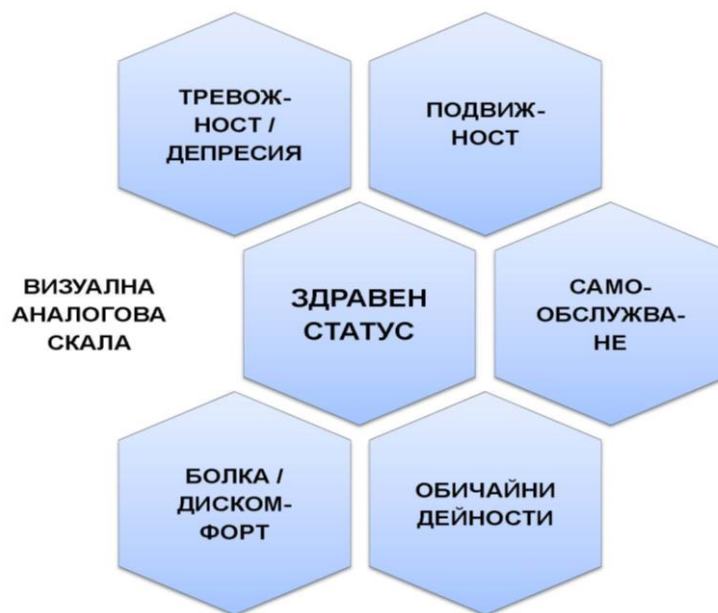 ТРЕВОЖ-
НОСТ /
ДЕПРЕСИЯ
ПОДВИЖ-
НОСТ
ВИЗУАЛНА
АНАЛОГОВА
СКАЛА
ЗДРАВЕН
СТАТУС
САМО-
ОБСЛУЖВА-
НЕ
БОЛКА /
ДИСКОМ-
ФОРТ
ОБИЧАЙНИ
ДЕЙНОСТИ